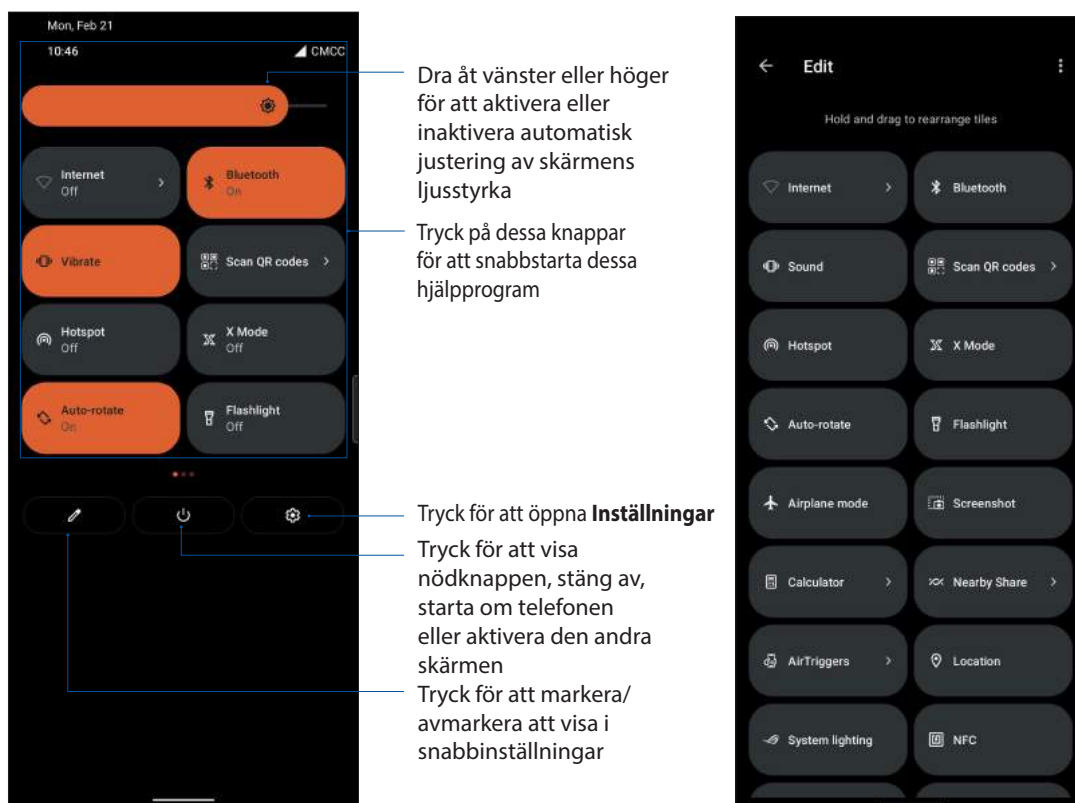 Mon, Feb 21
10:46
CMCC
Internet
Off
Bluetooth
On
Vibrate
Scan QR codes
Hotspot
Off
X Mode
Off
Auto-rotate
On
Flashlight
Off
Dra åt vänster eller höger
för att aktivera eller
inaktivera automatisk
justering av skärmens
ljusstyrka
Tryck på dessa knappar
för att snabbstarta dessa
hjälpprogram
Tryck för att öppna Inställningar
Tryck för att visa
nödknappen, stäng av,
starta om telefonen
eller aktivera den andra
skärmen
Tryck för att markera/
avmarkera att visa i
snabbinställningar
Edit
Hold and drag to rearrange tiles
Internet
Bluetooth
Sound
Scan QR codes
Hotspot
X Mode
Auto-rotate
Flashlight
Airplane mode
Screenshot
Calculator
Nearby Share
AirTriggers
Location
System lighting
NFC